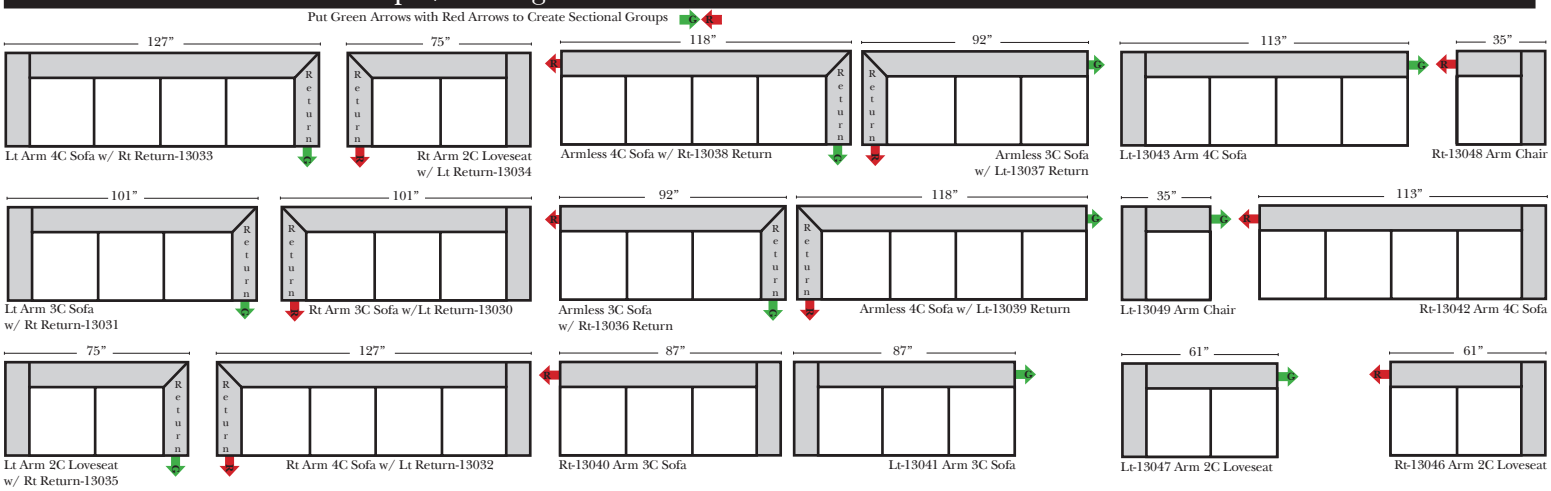 Put Green Arrows with Red Arrows to Create Sectional Groups
G R
127”
75”
118”
92”
113”
35”
R
G
G
R
Return
Return
Return
Return
G
R
G
R
Lt Arm 4C Sofa w/ Rt Return-13033
Rt Arm 2C Loveseat
w/ Lt Return-13034
Armless 4C Sofa w/ Rt-13038 Return
Armless 3C Sofa
w/ Lt-13037 Return
Lt-13043 Arm 4C Sofa
Rt-13048 Arm Chair
101”
101”
92”
118”
35”
113”
R
G
G
R
Return
Return
Return
Return
G
R
G
R
Lt Arm 3C Sofa
w/ Rt Return-13031
Rt Arm 3C Sofa w/Lt Return-13030
Armless 3C Sofa
w/ Rt-13036 Return
Armless 4C Sofa w/ Lt-13039 Return
Lt-13049 Arm Chair
Rt-13042 Arm 4C Sofa
75”
127”
87”
87”
61”
61”
R
G
G
R
Return
Return
G
R
Lt Arm 2C Loveseat
w/ Rt Return-13035
Rt Arm 4C Sofa w/ Lt Return-13032
Rt-13040 Arm 3C Sofa
Lt-13041 Arm 3C Sofa
Lt-13047 Arm 2C Loveseat
Rt-13046 Arm 2C Loveseat